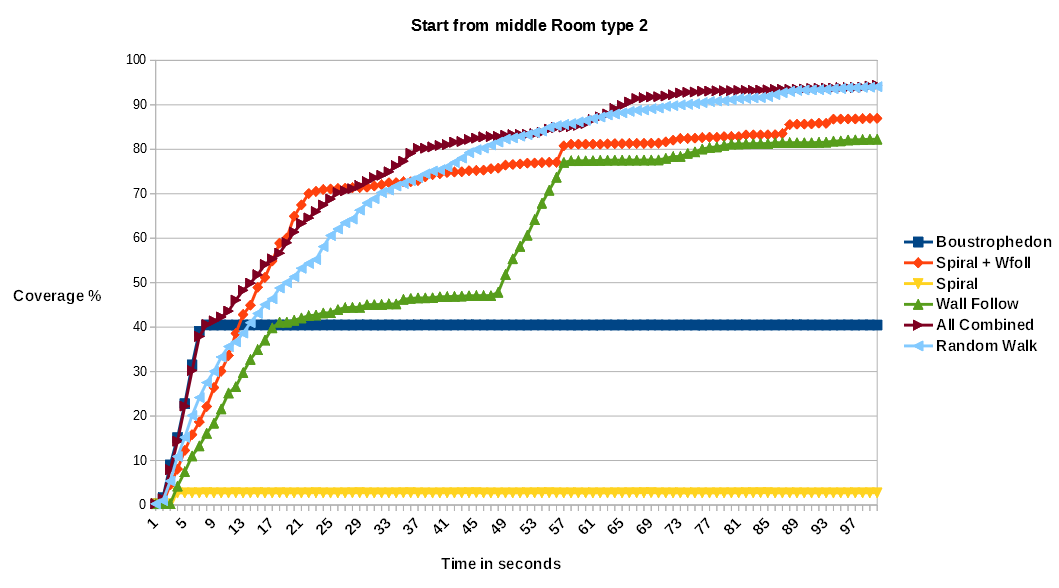 Start from middle Room type 2
100
90
80
70
60
50
40
30
20
10
0
Coverage %
1 5 9 13 17 21 25 29 33 37 41 45 49 53 57 61 65 69 73 77 81 85 89 93 97
Time in seconds
Boustrophedon
Spiral + Wfoll
Spiral
Wall Follow
All Combined
Random Walk